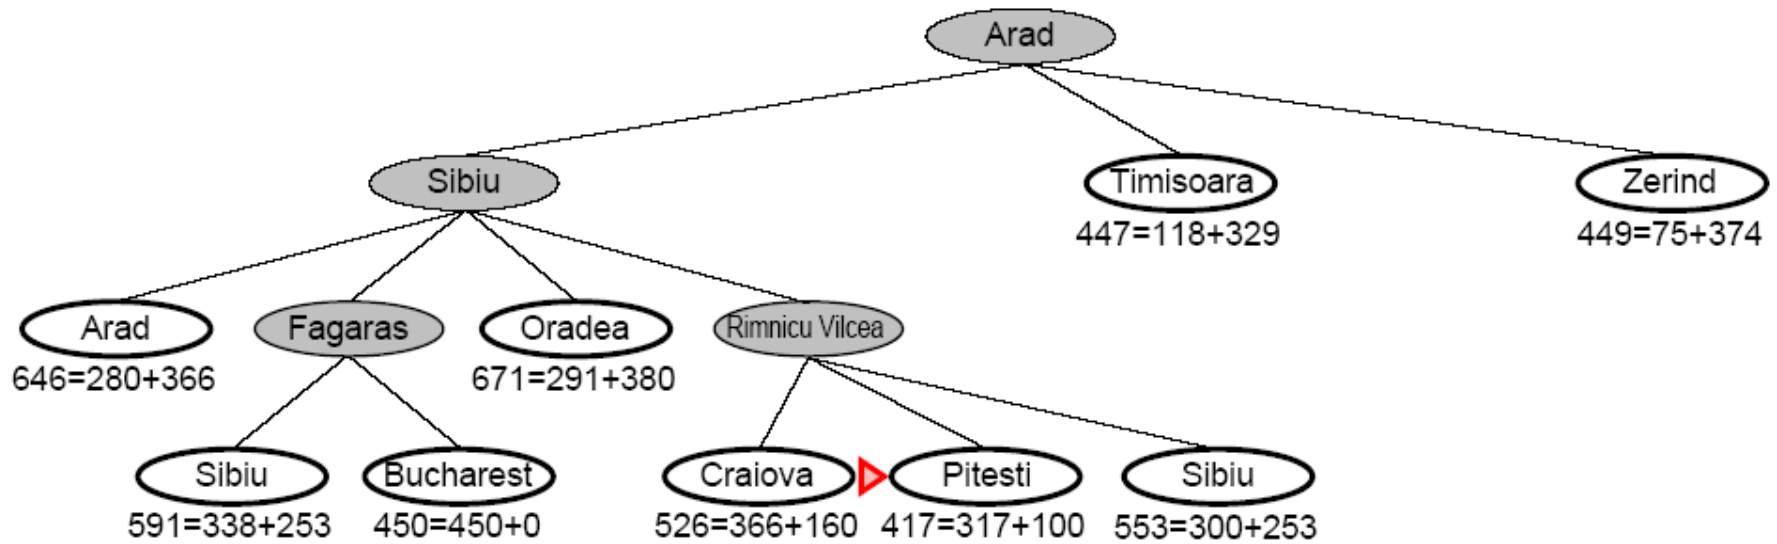 Arad
Sibiu
Timisoara
Zerind
447=118+329
449=75+374
Arad
Fagaras
Oradea
Rimnicu Vilcea
646=280+366
671=291+380
Sibiu
Bucharest
Craiova
Pitesti
Sibiu
591=338+253
450=450+0
526=366+160
417=317+100
553=300+253